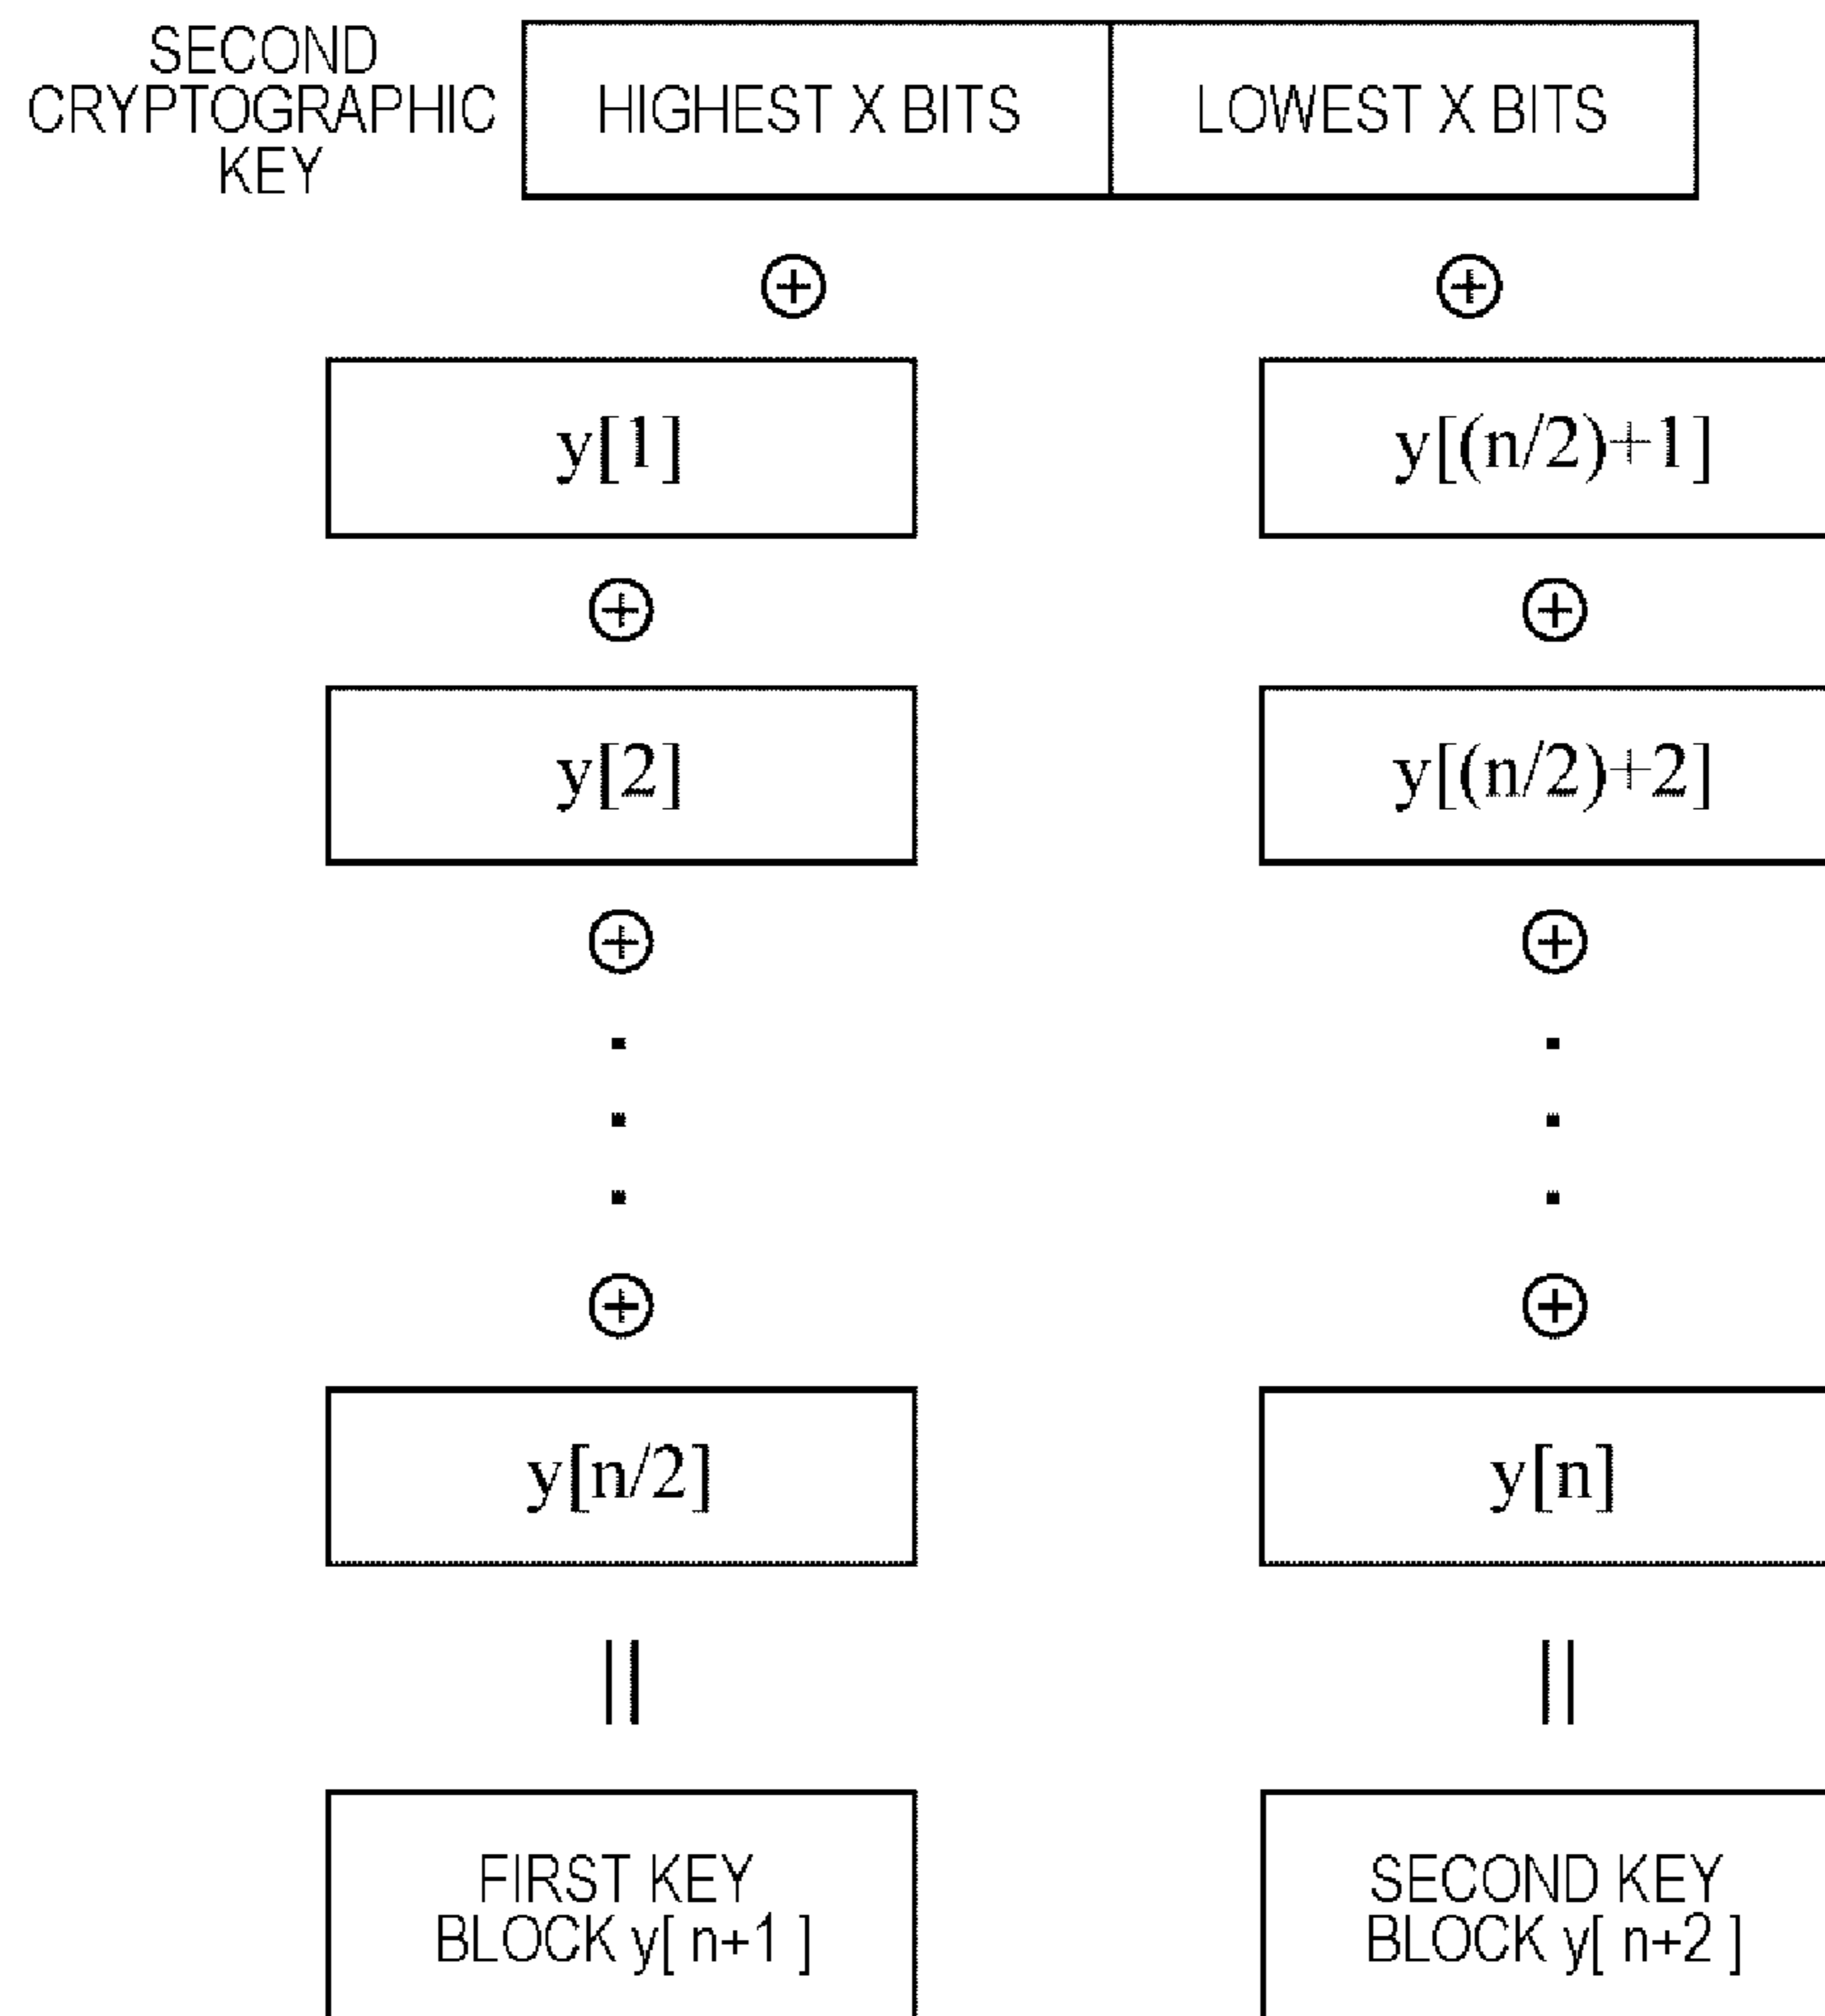 SECOND
CRYPTOGRAPHIC
KEY
HIGHEST X BITS
LOWEST X BITS
⊕
⊕
y[1]
y[(n/2)+1]
⊕
⊕
y[2]
y[(n/2)+2]
⊕
⊕
⊕
⊕
y[n/2]
y[n]
||
||
FIRST KEY
BLOCK y[ n+1 ]
SECOND KEY
BLOCK y[ n+2 ]